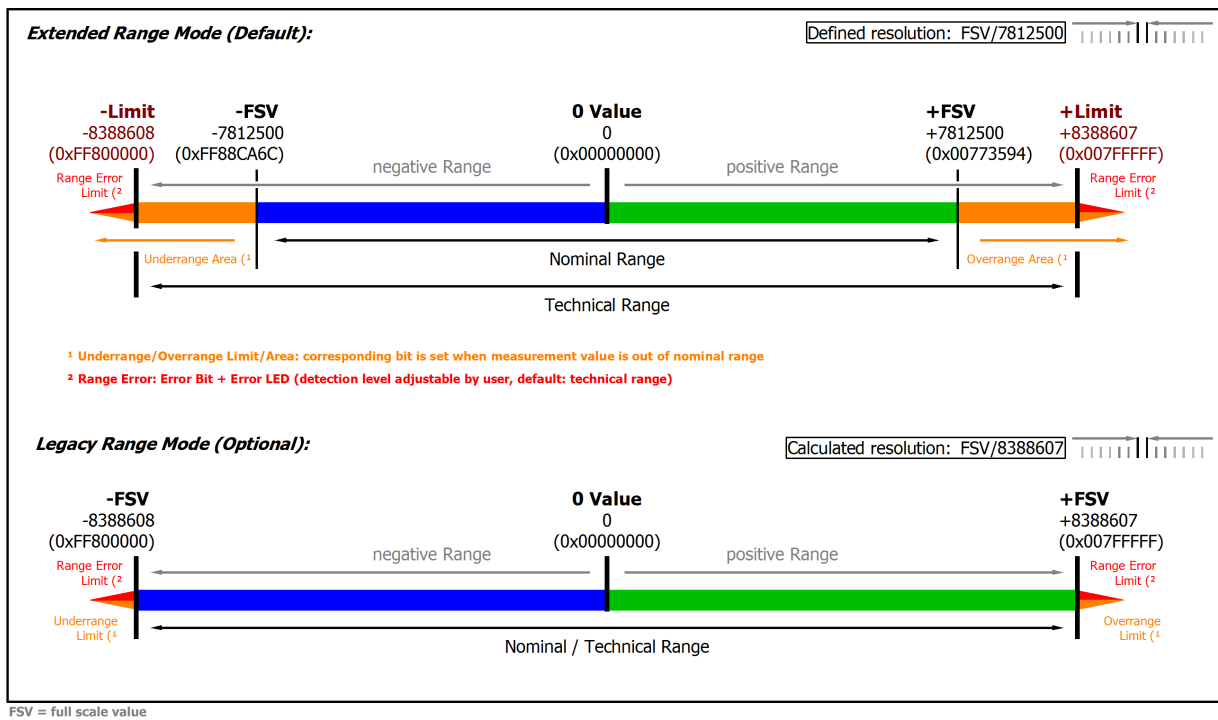 Extended Range Mode (Default):
Defined resolution: FSV/7812500
-Limit
-8388608
(0xFF800000)
-FSV
-7812500
(0xFF88CA6C)
0 Value
0
(0x00000000)
+FSV
+7812500
(0x00773594)
+Limit
+8388607
(0x007FFFFF)
negative Range
positive Range
Range Error
Limit (²
Range Error
Limit (²
Underrange Area (¹
Nominal Range
Overrange Area (¹
Technical Range
¹ Underrange/Overrange Limit/Area: corresponding bit is set when measurement value is out of nominal range
² Range Error: Error Bit + Error LED (detection level adjustable by user, default: technical range)
Legacy Range Mode (Optional):
Calculated resolution: FSV/8388607
-FSV
-8388608
(0xFF800000)
0 Value
0
(0x00000000)
+FSV
+8388607
(0x007FFFFF)
negative Range
positive Range
Range Error
Limit (²
Range Error
Limit (²
Underrange
Limit (¹
Overrange
Limit (¹
Nominal / Technical Range
FSV = full scale value